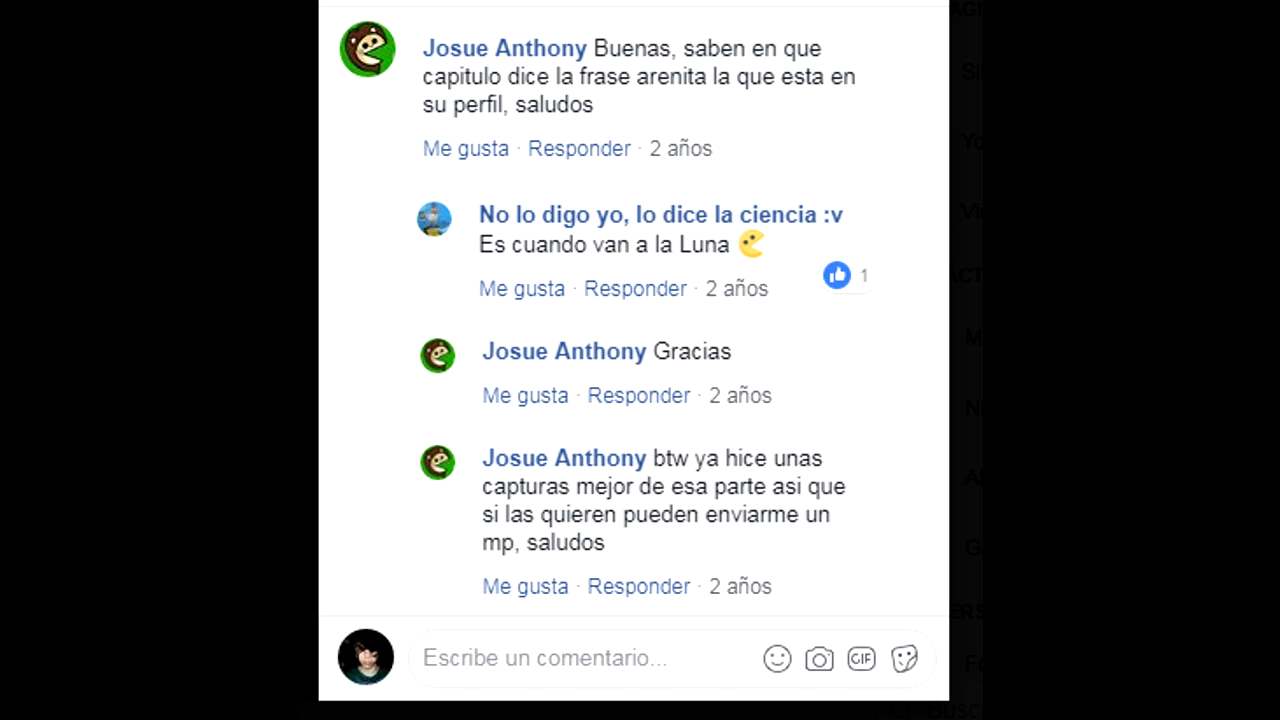 Josue Anthony Buenas, saben en que
capitulo dice la frase arenita la que esta en
su perfil, saludos
Me gusta · Responder · 2 años
No lo digo yo, lo dice la ciencia :v
Es cuando van a la Luna
1
Me gusta · Responder · 2 años
Josue Anthony Gracias
Me gusta · Responder · 2 años
Josue Anthony btw ya hice unas
capturas mejor de esa parte asi que
si las quieren pueden enviarme un
mp, saludos
Me gusta · Responder · 2 años
Escribe un comentario...
GIF